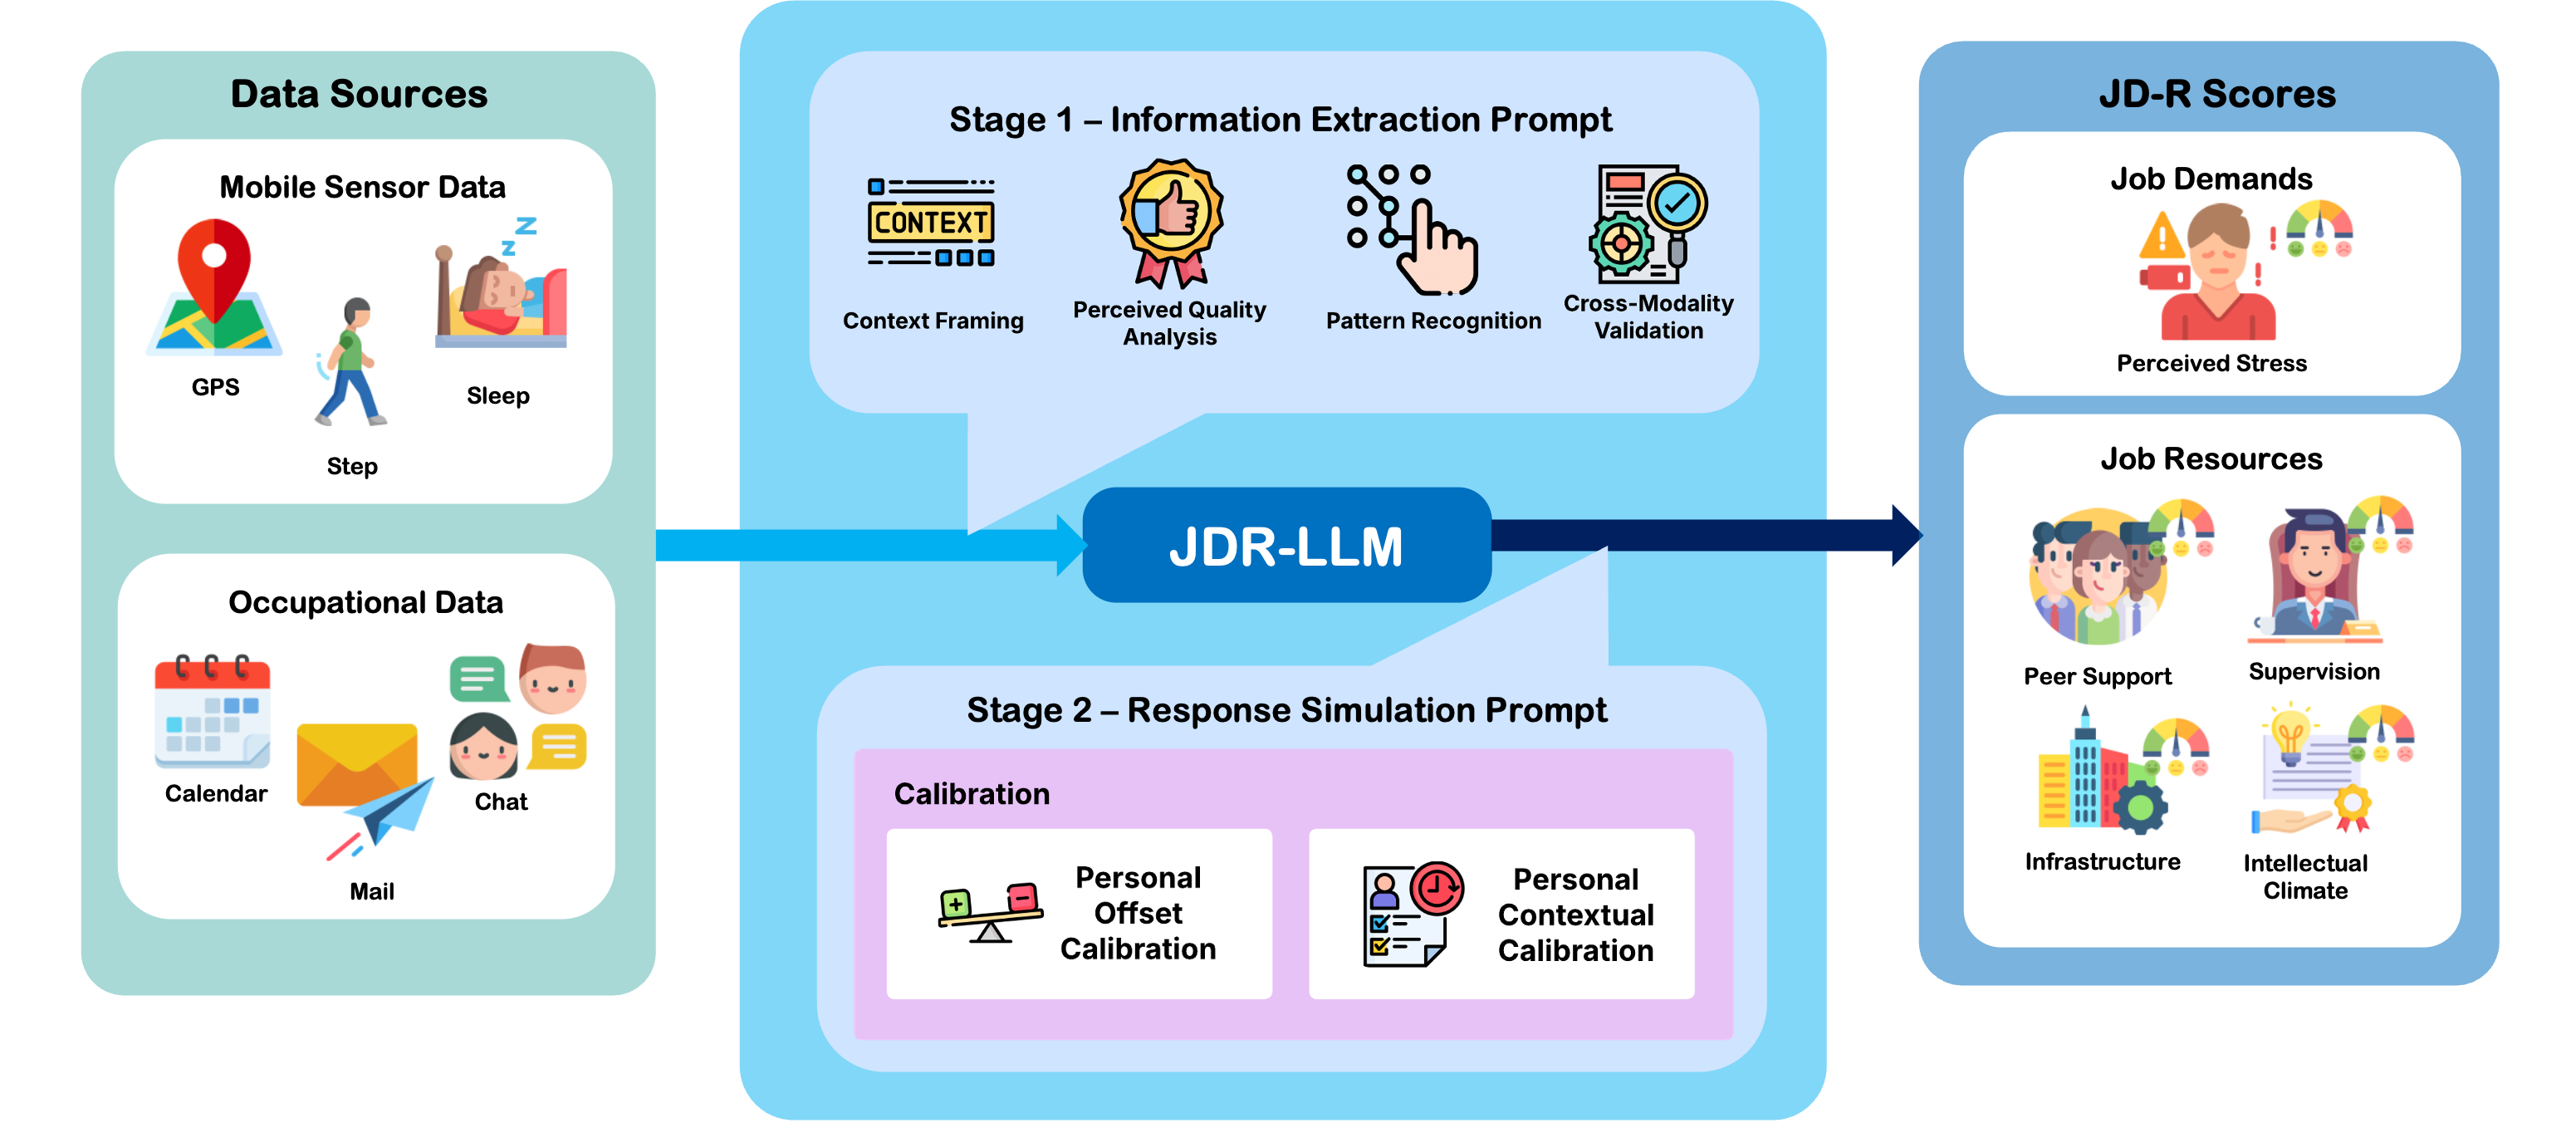 Data Sources
Mobile Sensor Data
GPS
Step
Sleep
Occupational Data
Calendar
Mail
Chat
Stage 1 – Information Extraction Prompt
CONTEXT
Context Framing
Perceived Quality
Analysis
Pattern Recognition
Cross-Modality
Validation
JDR-LLM
Stage 2 – Response Simulation Prompt
Calibration
Personal
Offset
Calibration
Personal
Contextual
Calibration
JD-R Scores
Job Demands
Perceived Stress
Job Resources
Peer Support
Supervision
Infrastructure
Intellectual
Climate